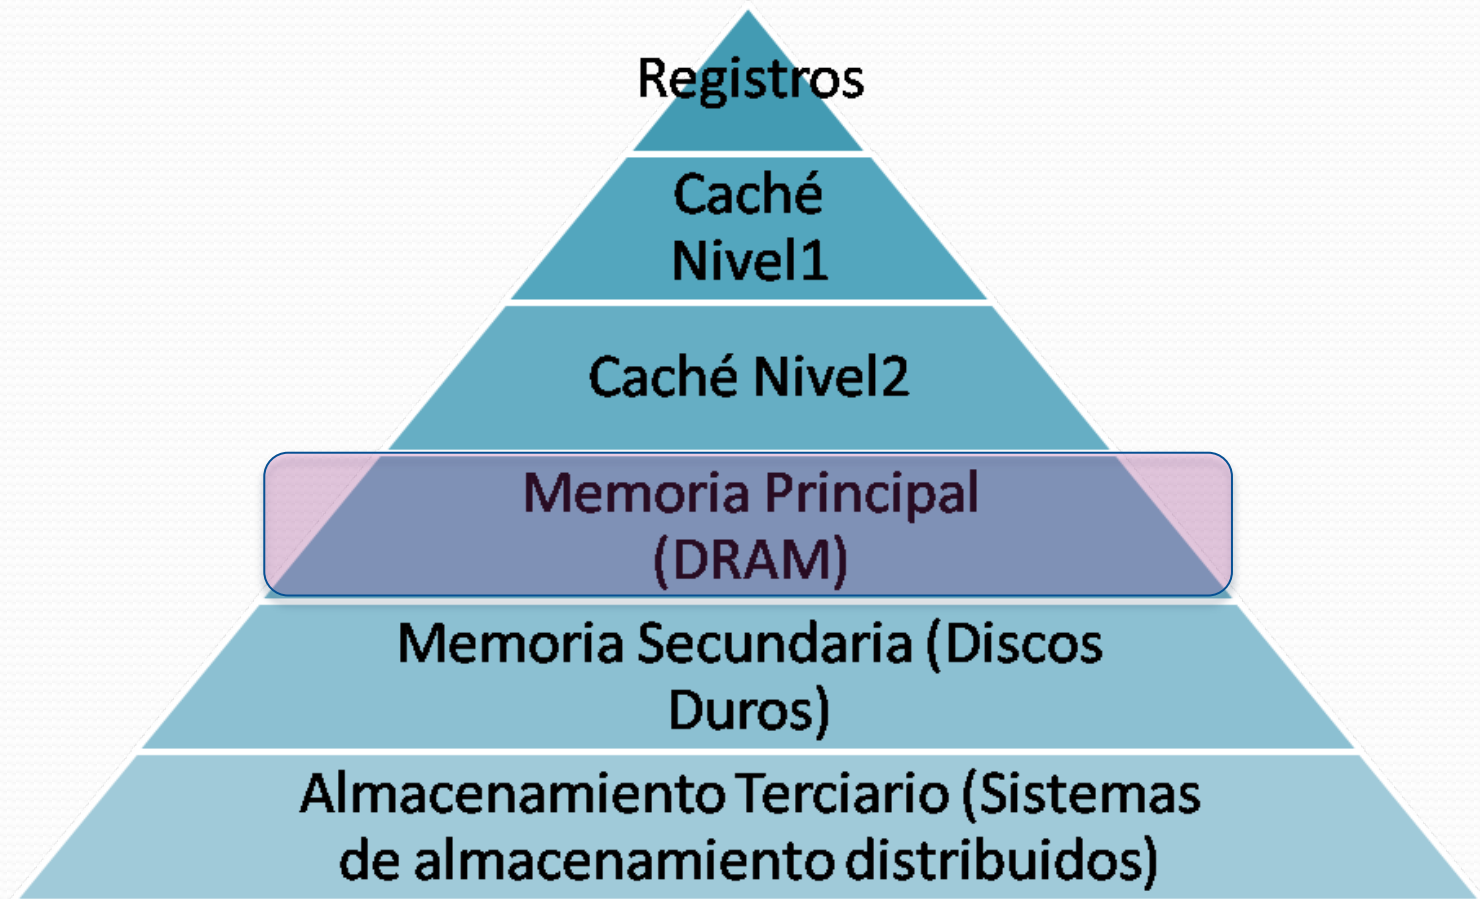 Registros
Caché
Nivel1
Caché Nivel2
Memoria Principal
(DRAM)
Memoria Secundaria (Discos
Duros)
Almacenamiento Terciario (Sistemas
de almacenamiento distribuidos)